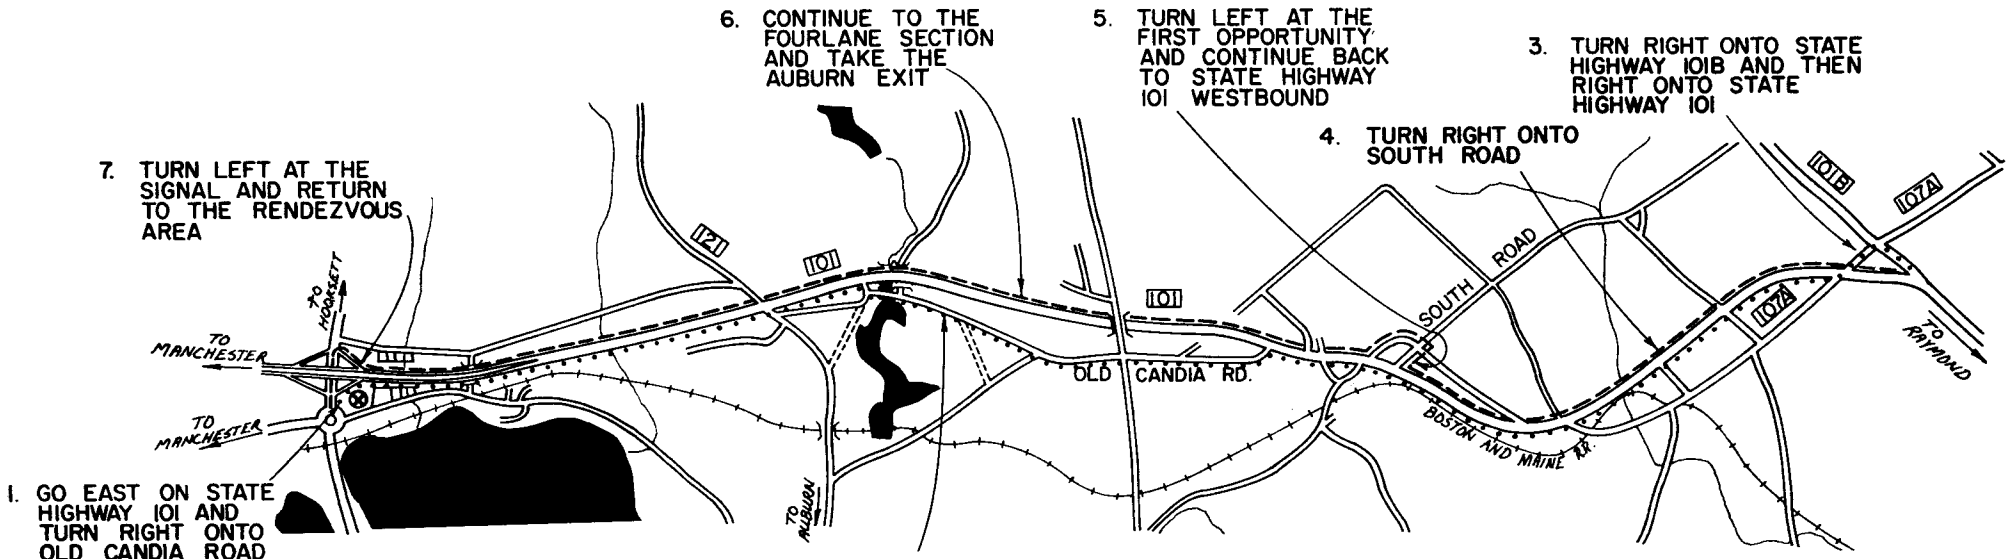 6. CONTINUE TO THE
FOURLANE SECTION
AND TAKE THE
AUBURN EXIT
5. TURN LEFT AT THE
FIRST OPPORTUNITY
AND CONTINUE BACK
TO STATE HIGHWAY
101 WESTBOUND
3. TURN RIGHT ONTO STATE
HIGHWAY 101B AND THEN
RIGHT ONTO STATE
HIGHWAY 101
4. TURN RIGHT ONTO
SOUTH ROAD
7. TURN LEFT AT THE
SIGNAL AND RETURN
TO THE RENDEZVOUS
AREA
101B
107A
121
101
SOUTH ROAD
TO
HOOKSETT
101
107A
TO
MANCHESTER
TO
RAYMOND
OLD CANDIA RD.
TO
MANCHESTER
BOSTON AND MAINE RR.
TO
AUBURN
1. GO EAST ON STATE
HIGHWAY 101 AND
TURN RIGHT ONTO
OLD CANDIA ROAD